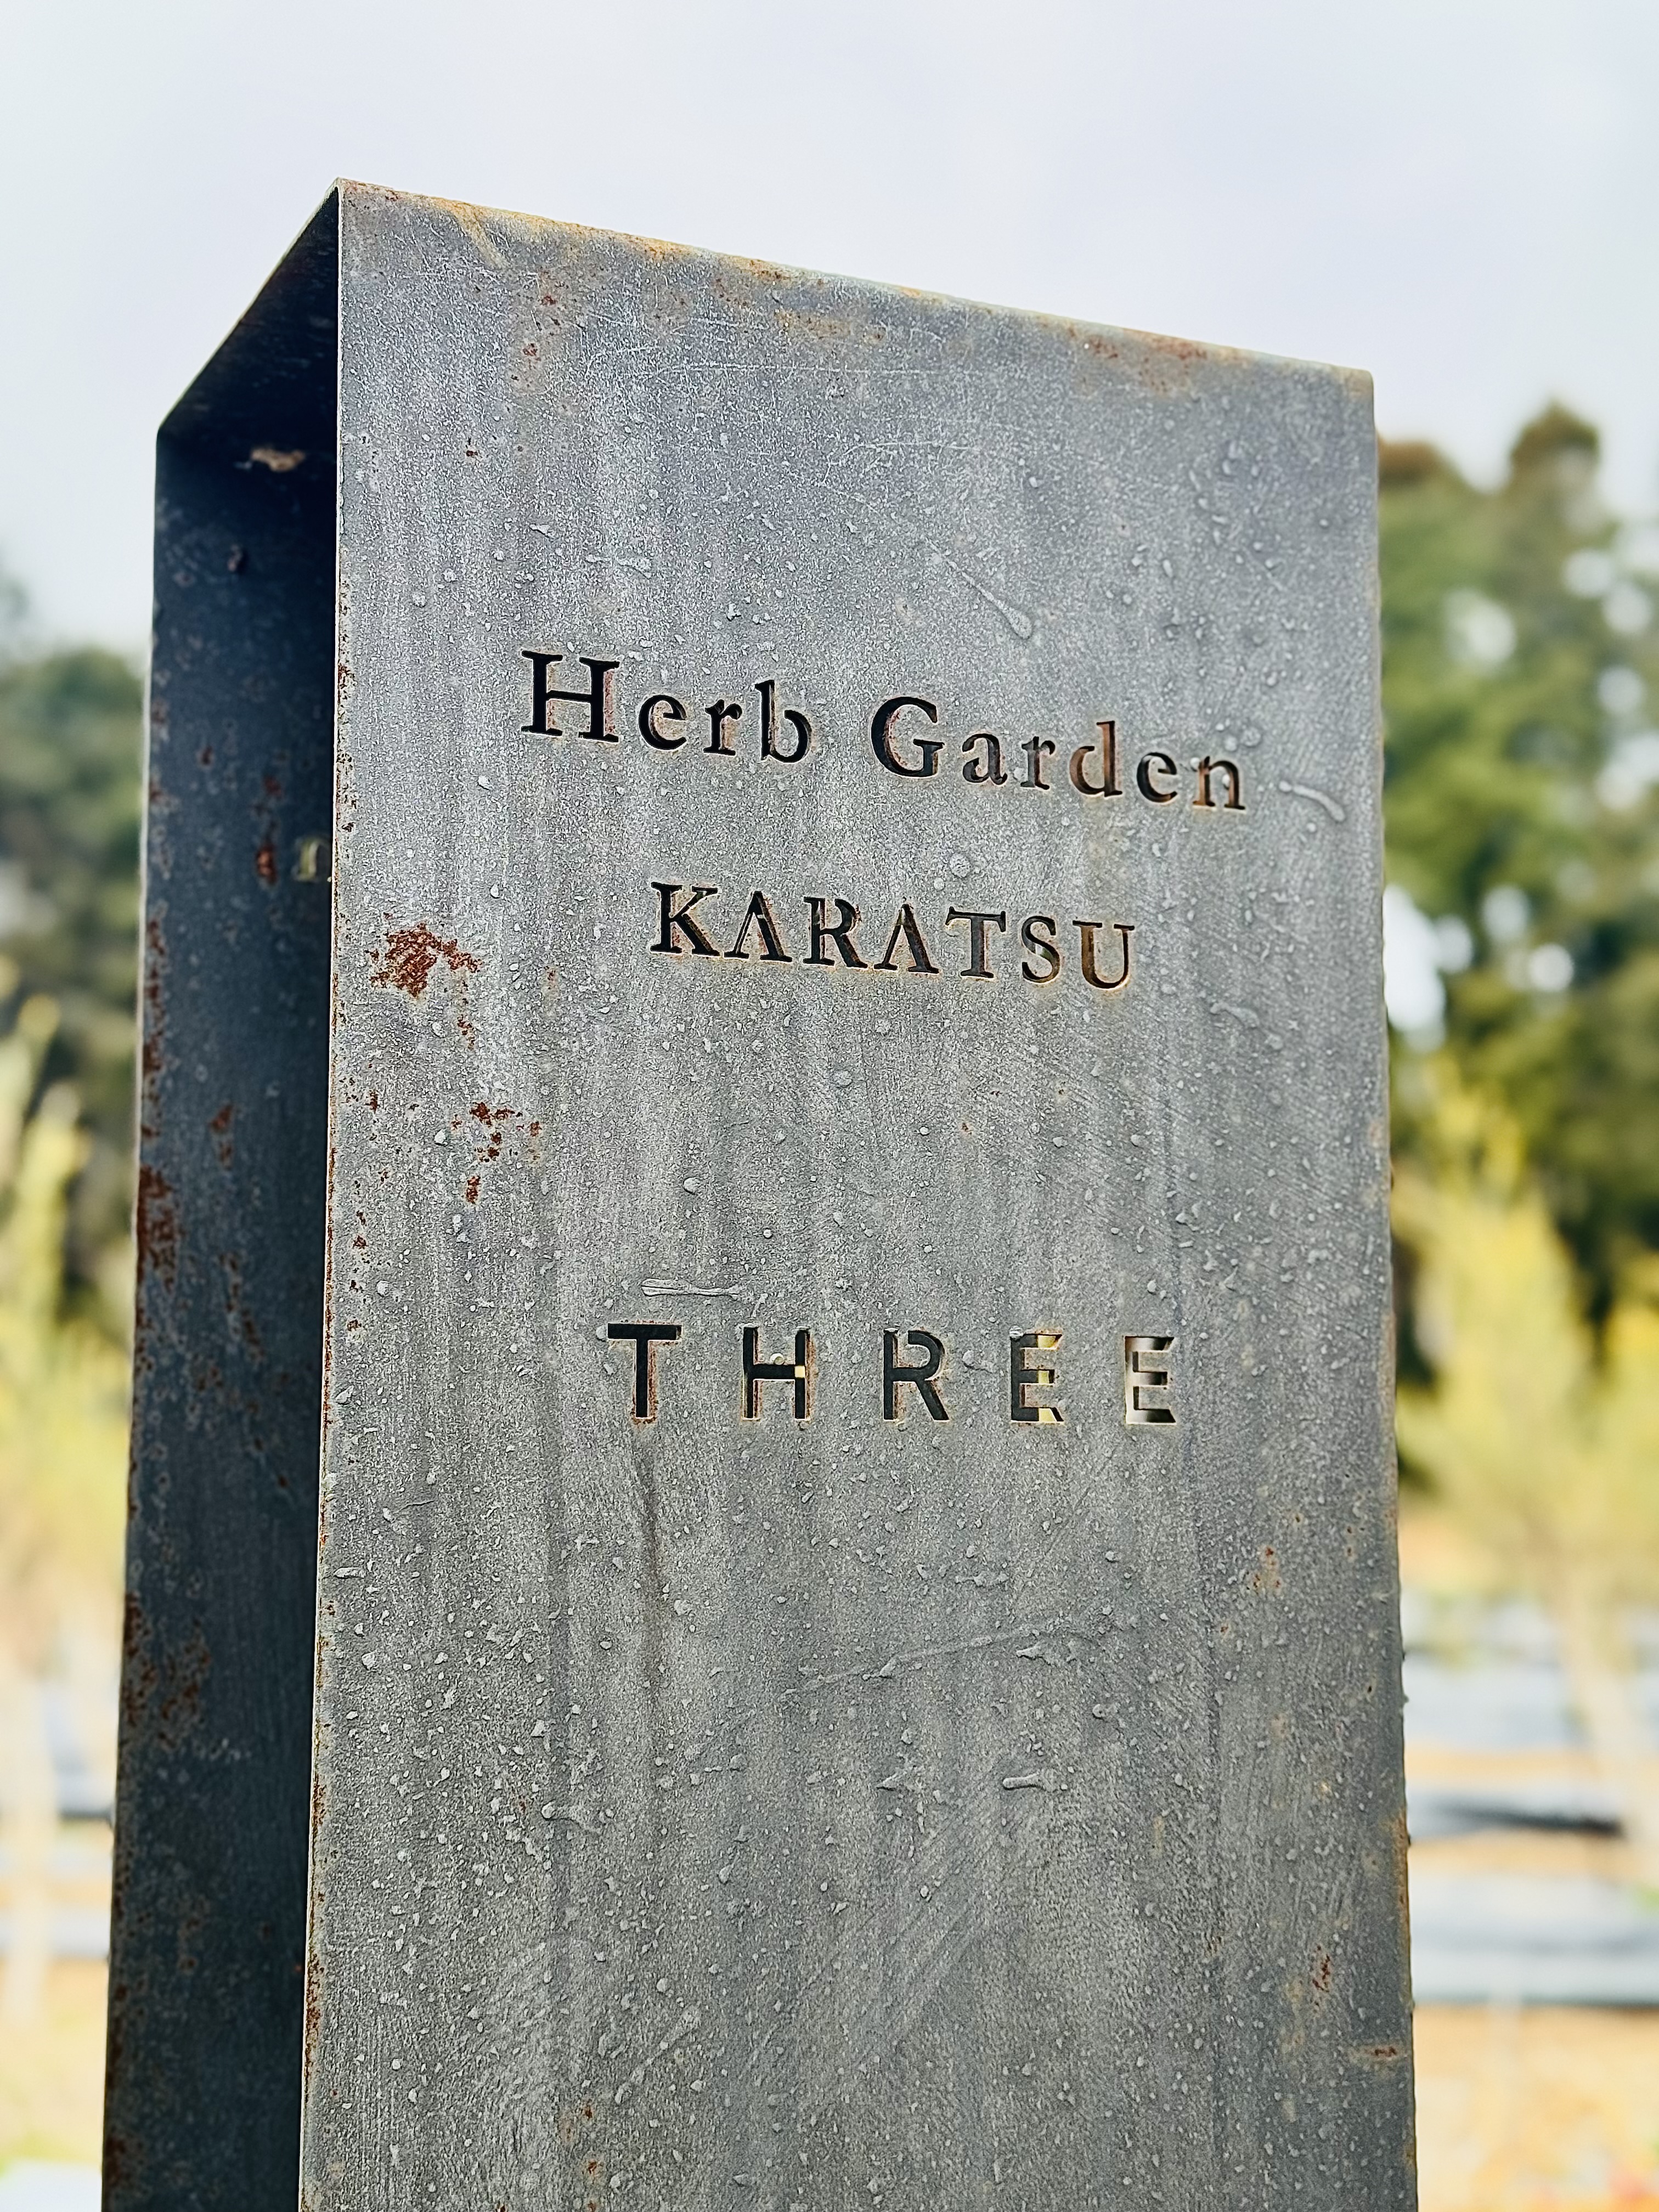 Herb Garden
KARATSU
THREE